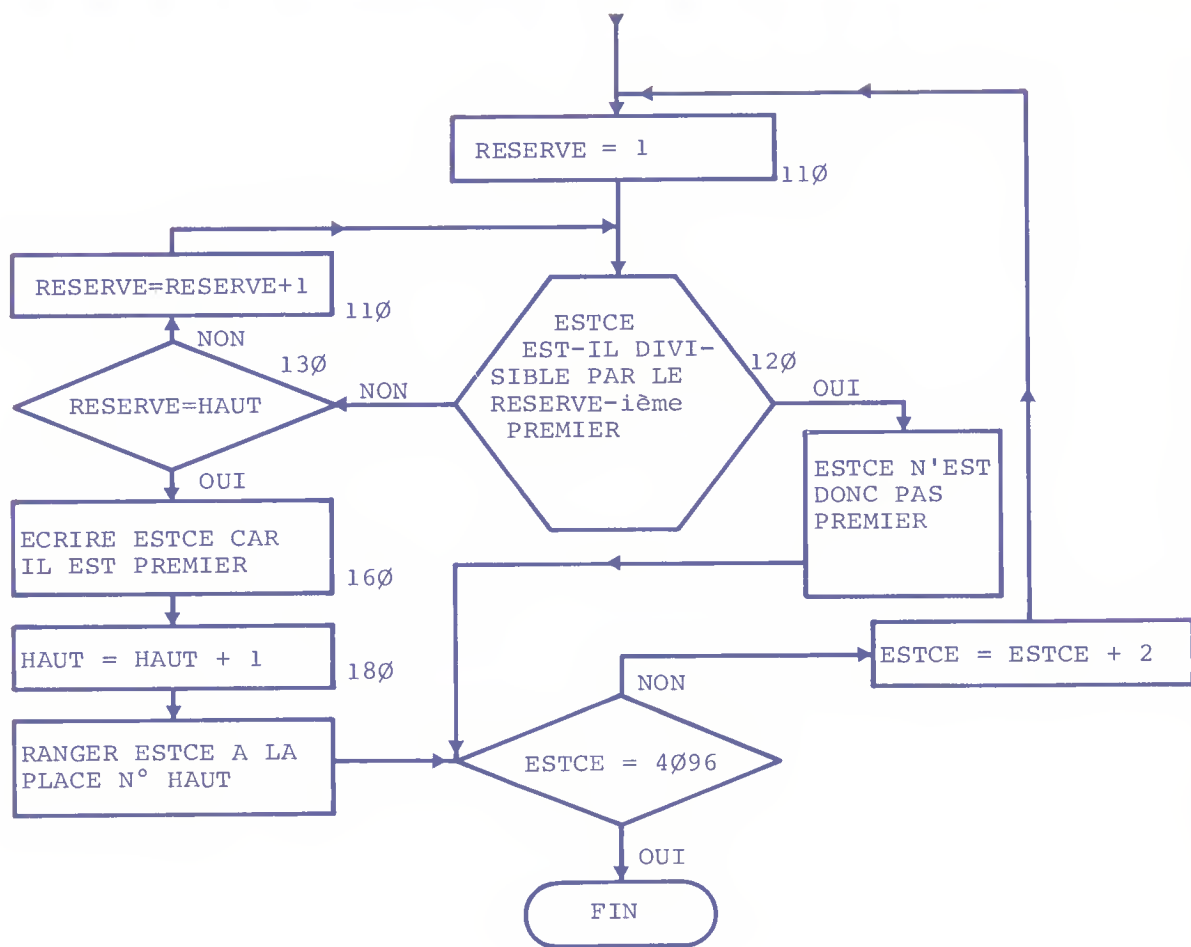 RESERVE = 1
11Ø
RESERVE=RESERVE+1
11Ø
NON
13Ø
RESERVE=HAUT
NON
ESTCE
EST-IL DIVI-
SIBLE PAR LE
RESERVE-ième
PREMIER
12Ø
OUI
ESTCE N'EST
DONC PAS
PREMIER
OUI
ECRIRE ESTCE CAR
IL EST PREMIER
16Ø
HAUT = HAUT + 1
18Ø
RANGER ESTCE A LA
PLACE N° HAUT
ESTCE = 4Ø96
NON
ESTCE = ESTCE + 2
OUI
FIN